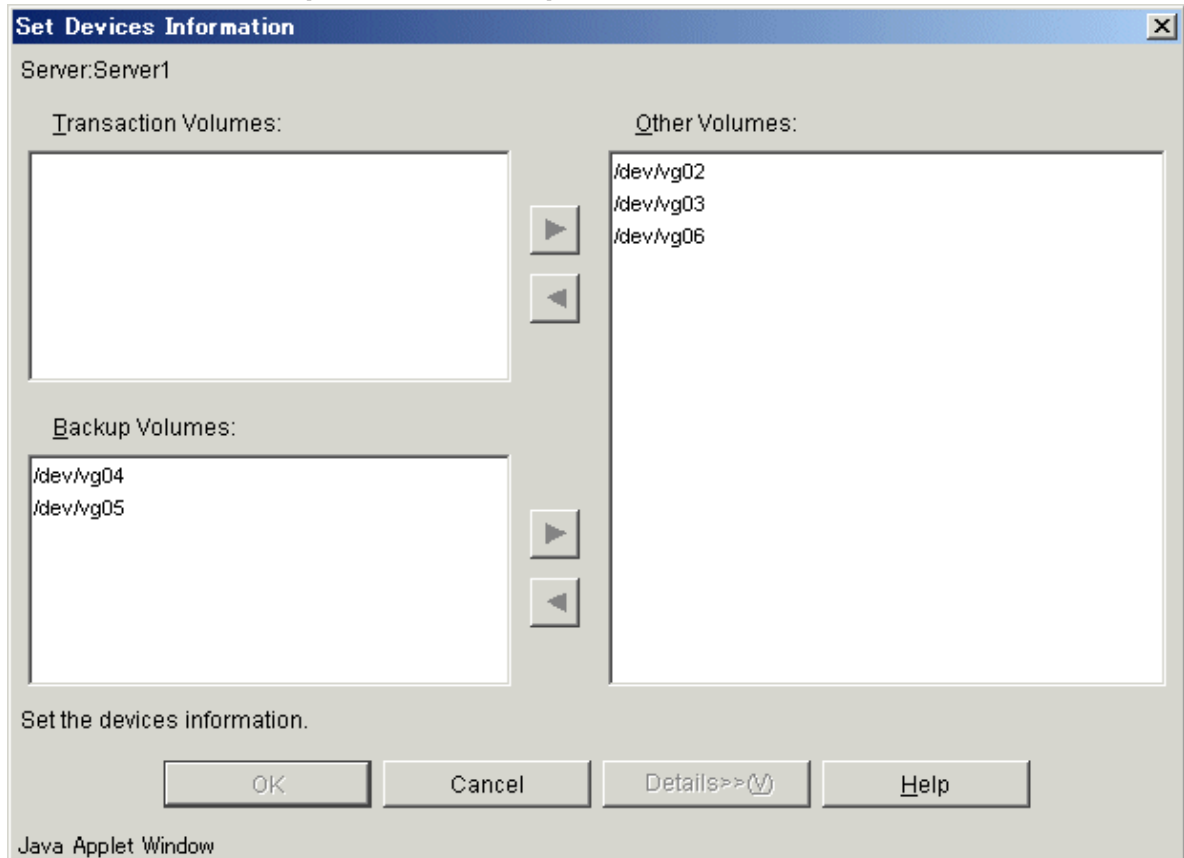 Set Devices Information
Server:Server1
Transaction Volumes:
Other Volumes:
/dev/vg02
/dev/vg03
/dev/vg06
Backup Volumes:
/dev/vg04
/dev/vg05
Set the devices information.
OK
Cancel
Details>>(V)
Help
Java Applet Window